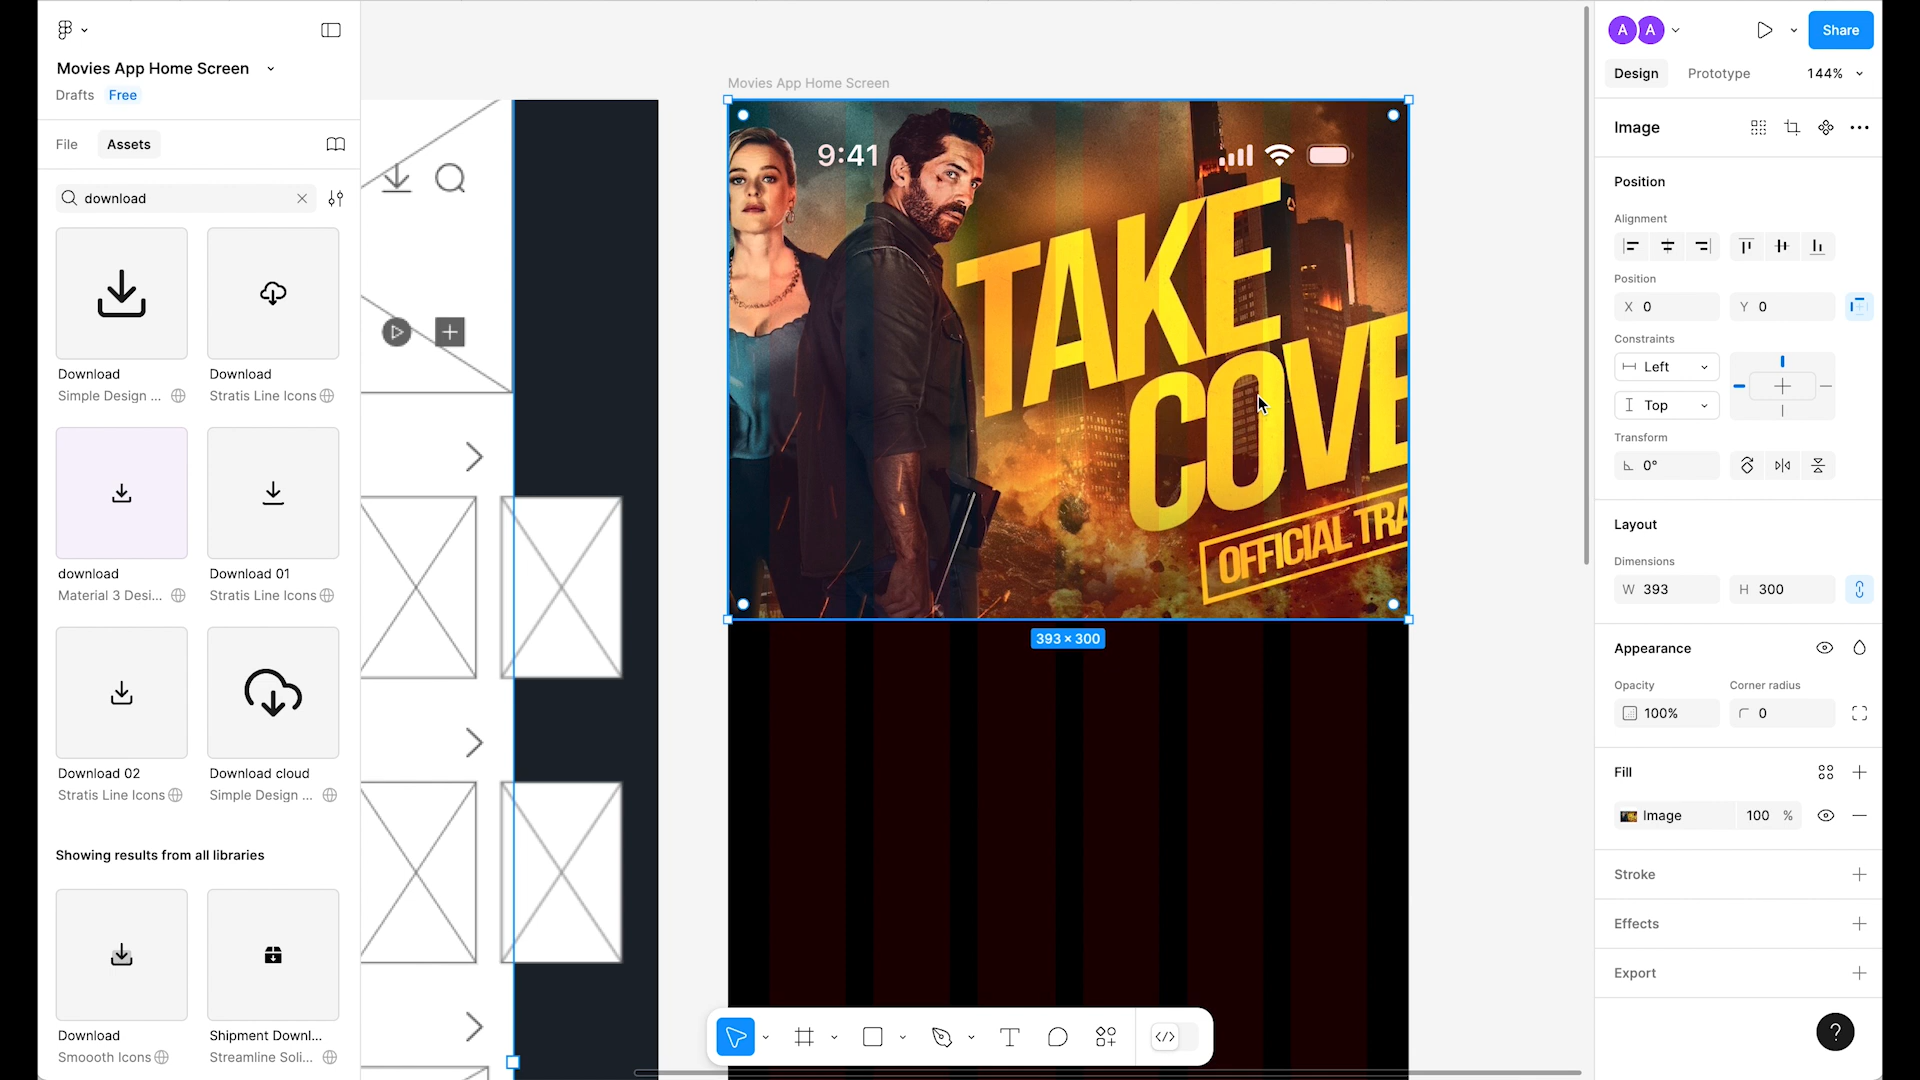 Movies App Home Screen
Drafts Free
File Assets
download
Download
Simple Design ...
Download
Stratis Line Icons
download
Material 3 Desi...
Download 01
Stratis Line Icons
Download 02
Stratis Line Icons
Download cloud
Simple Design ...
Showing results from all libraries
Download
Smoooth Icons
Shipment Downl...
Streamline Soli...
Movies App Home Screen
9:41
TAKE
COVE
OFFICIAL TRA
393 × 300
A A
Share
Design Prototype 144%
Image
Position
Alignment
Position
X 0 Y 0
Constraints
Left
Top
Transform
0°
Layout
Dimensions
W 393 H 300
Appearance
Opacity Corner radius
100% 0
Fill
Image 100 %
Stroke
Effects
Export
?